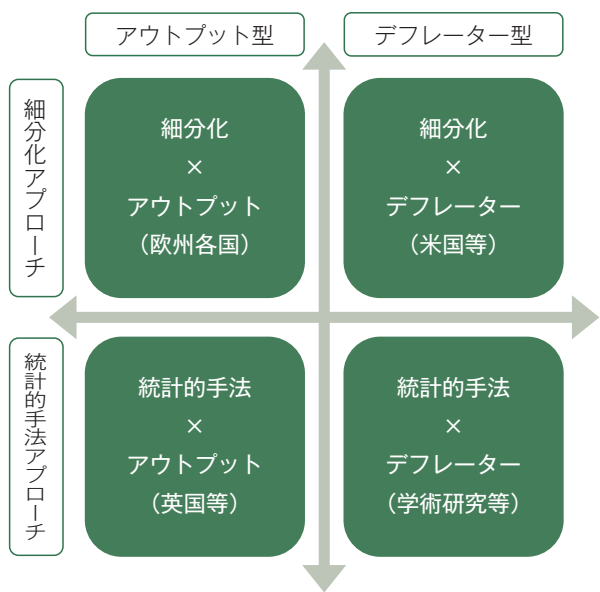 アウトプット型
デフレーター型
細分化アプローチ
細分化
×
アウトプット
（欧州各国）
細分化
×
デフレーター
（米国等）
統計的手法アプローチ
統計的手法
×
アウトプット
（英国等）
統計的手法
×
デフレーター
（学術研究等）